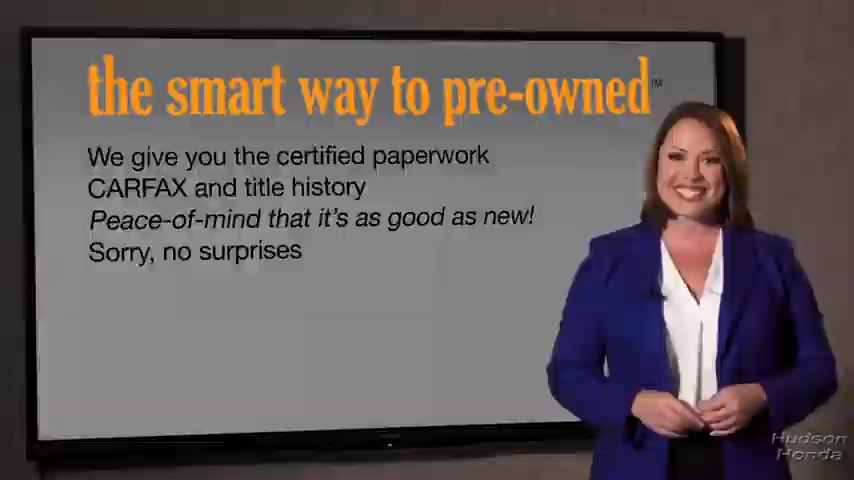 the smart way to pre-owned™
We give you the certified paperwork
CARFAX and title history
Peace-of-mind that it's as good as new!
Sorry, no surprises
Hudson
Honda